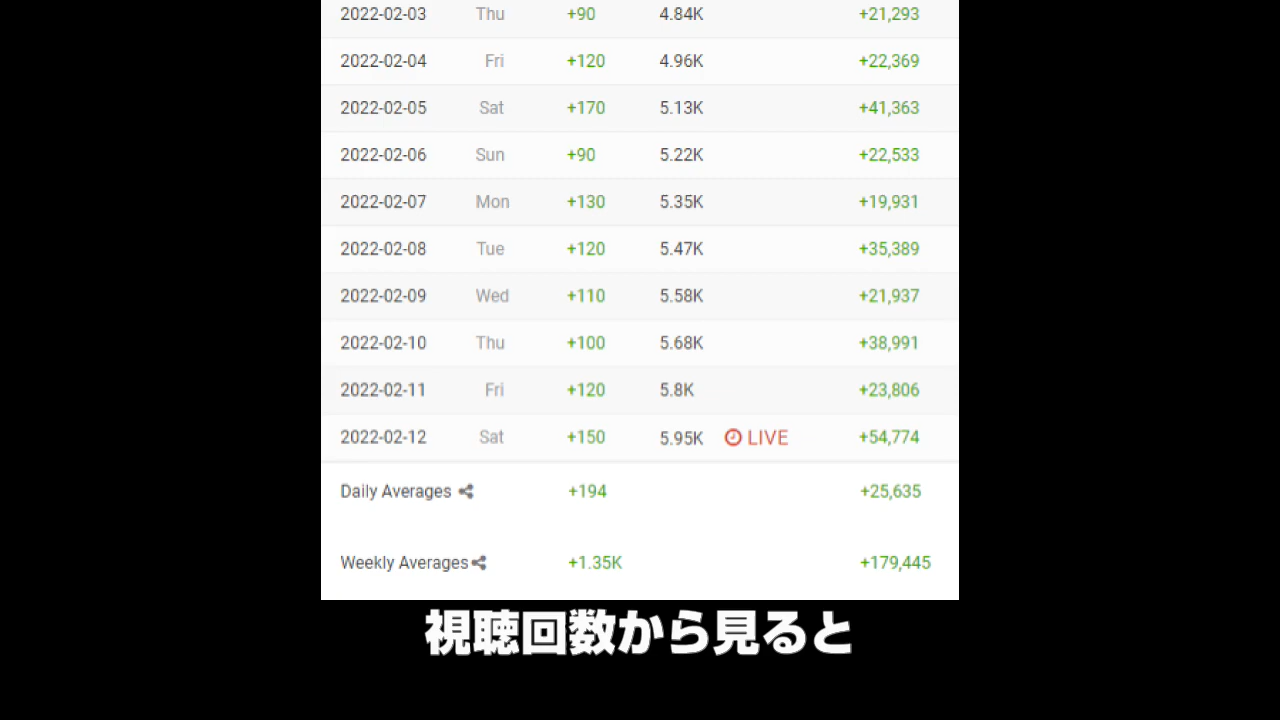 2022-02-03 Thu +90 4.84K +21,293
2022-02-04 Fri +120 4.96K +22,369
2022-02-05 Sat +170 5.13K +41,363
2022-02-06 Sun +90 5.22K +22,533
2022-02-07 Mon +130 5.35K +19,931
2022-02-08 Tue +120 5.47K +35,389
2022-02-09 Wed +110 5.58K +21,937
2022-02-10 Thu +100 5.68K +38,991
2022-02-11 Fri +120 5.8K +23,806
2022-02-12 Sat +150 5.95K LIVE +54,774
Daily Averages +194 +25,635
Weekly Averages +1.35K +179,445
視聴回数から見ると